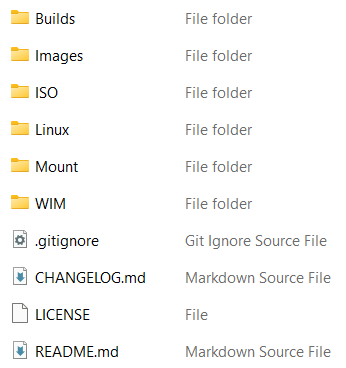 Builds File folder
Images File folder
ISO File folder
Linux File folder
Mount File folder
WIM File folder
.gitignore Git Ignore Source File
CHANGELOG.md Markdown Source File
LICENSE File
README.md Markdown Source File